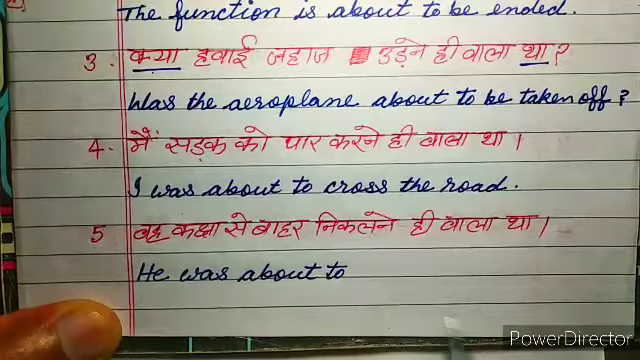 The function is about to be ended.
3. क्या हवाई जहाज उड़ने ही वाला था?
Was the aeroplane about to be taken off?
4. मैं सड़क को पार करने ही वाला था।
I was about to cross the road.
5 वह कक्षा से बाहर निकलने ही वाला था।
He was about to
PowerDirector